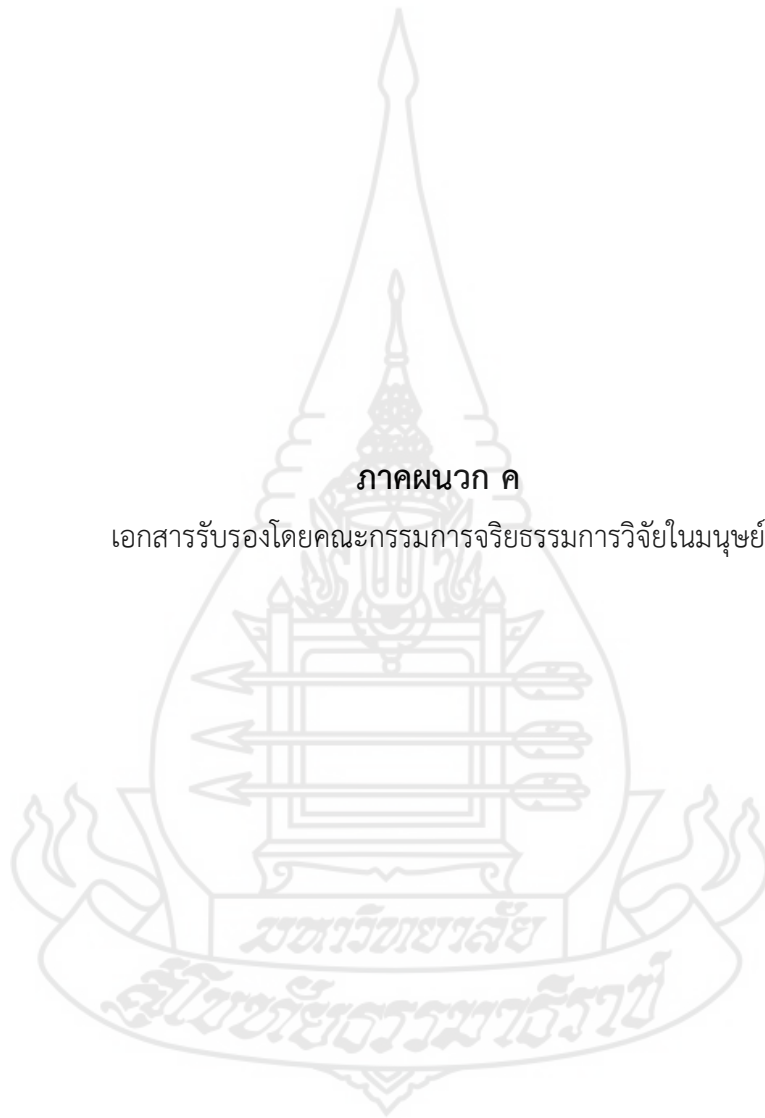 ภาคผนวก ค
เอกสารรับรองโดยคณะกรรมการจริยธรรมการวิจัยในมนุษย์
มหาวิทยาลัย
สุโขทัยธรรมาธิราช